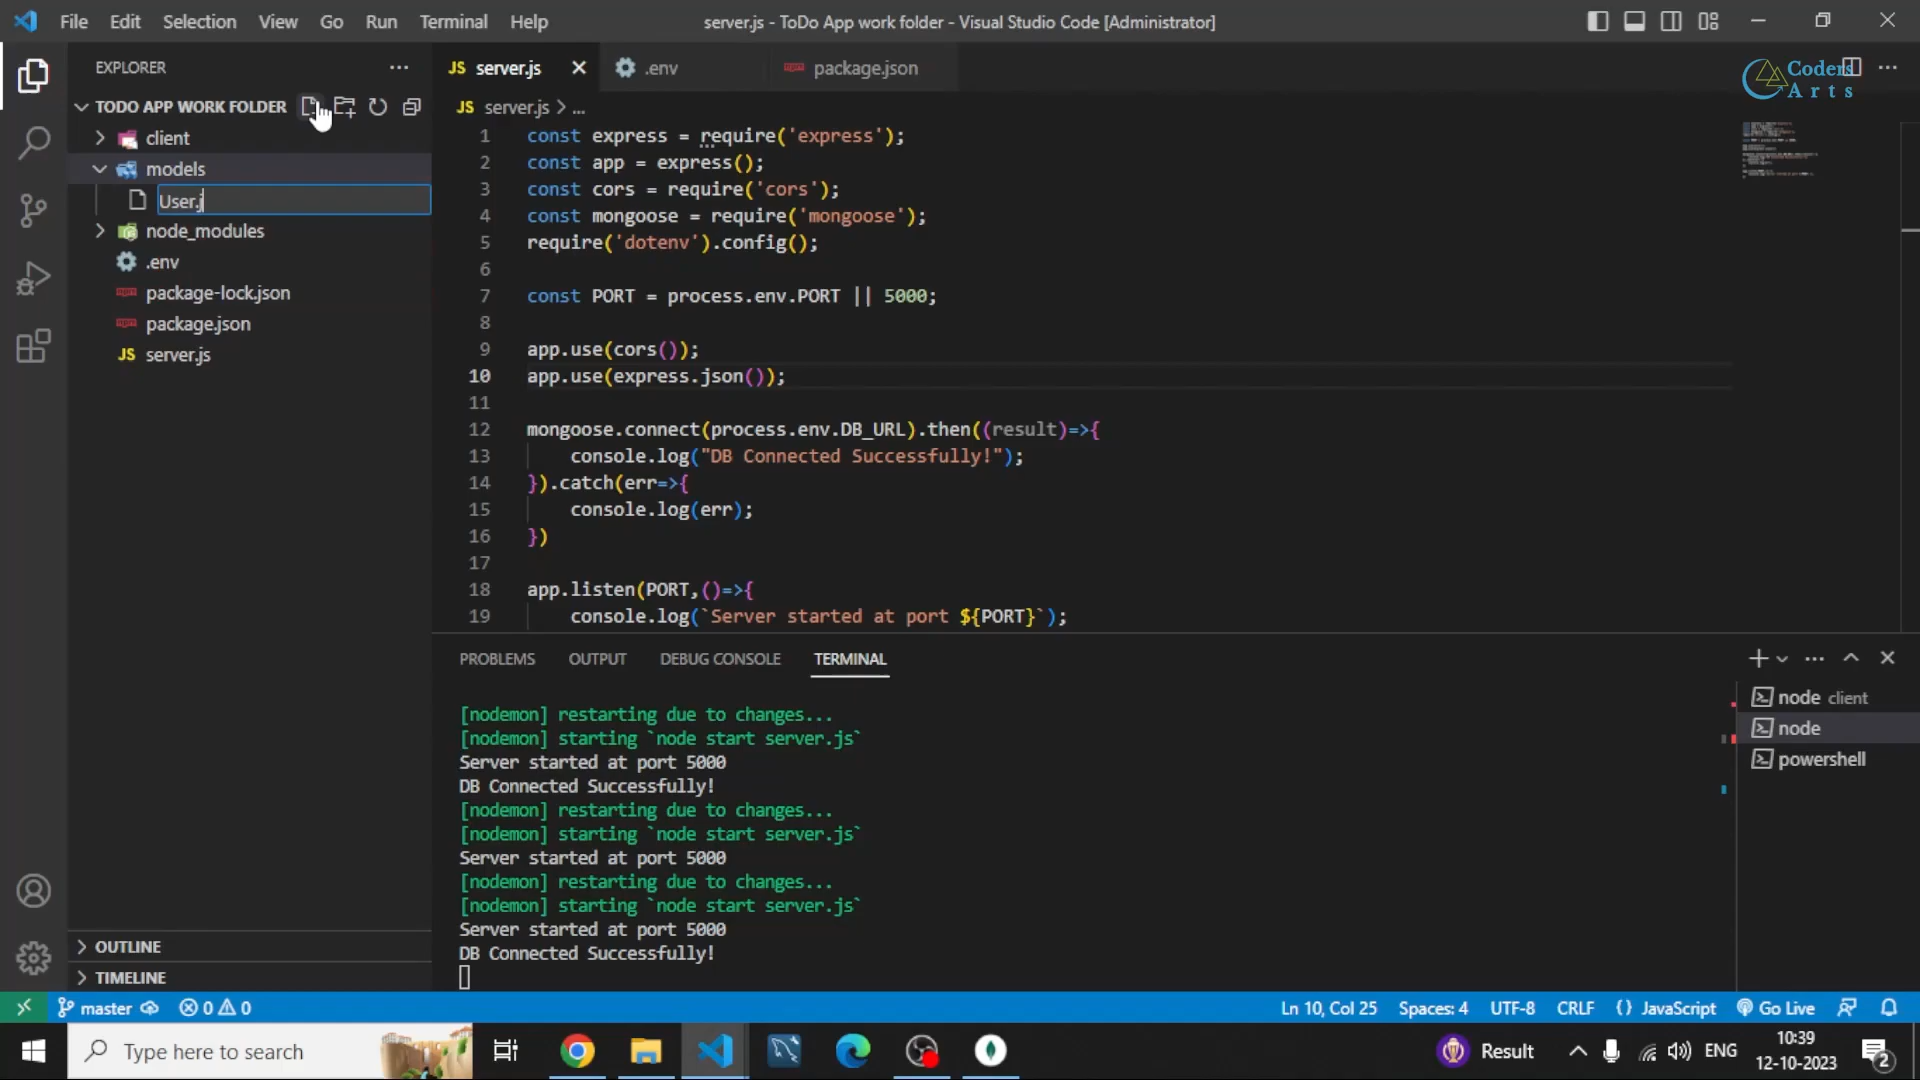 File Edit Selection View Go Run Terminal Help
server.js - ToDo App work folder - Visual Studio Code [Administrator]
EXPLORER
TODO APP WORK FOLDER
client
models
User.j
node_modules
.env
package-lock.json
package.json
server.js
OUTLINE
TIMELINE
JS server.js
.env
package.json
Coders Arts
JS server.js > ...
1 const express = require('express');
2 const app = express();
3 const cors = require('cors');
4 const mongoose = require('mongoose');
5 require('dotenv').config();
6
7 const PORT = process.env.PORT || 5000;
8
9 app.use(cors());
10 app.use(express.json());
11
12 mongoose.connect(process.env.DB_URL).then((result)=>{
13 console.log("DB Connected Successfully!");
14 }).catch(err=>{
15 console.log(err);
16 })
17
18 app.listen(PORT,()=>{
19 console.log(`Server started at port ${PORT}`);
PROBLEMS OUTPUT DEBUG CONSOLE TERMINAL
[nodemon] restarting due to changes...
[nodemon] starting `node start server.js`
Server started at port 5000
DB Connected Successfully!
[nodemon] restarting due to changes...
[nodemon] starting `node start server.js`
Server started at port 5000
[nodemon] restarting due to changes...
[nodemon] starting `node start server.js`
Server started at port 5000
DB Connected Successfully!
node client
node
powershell
master 0 0
Ln 10, Col 25 Spaces: 4 UTF-8 CRLF {} JavaScript Go Live
Type here to search
Result
ENG
10:39
12-10-2023
2